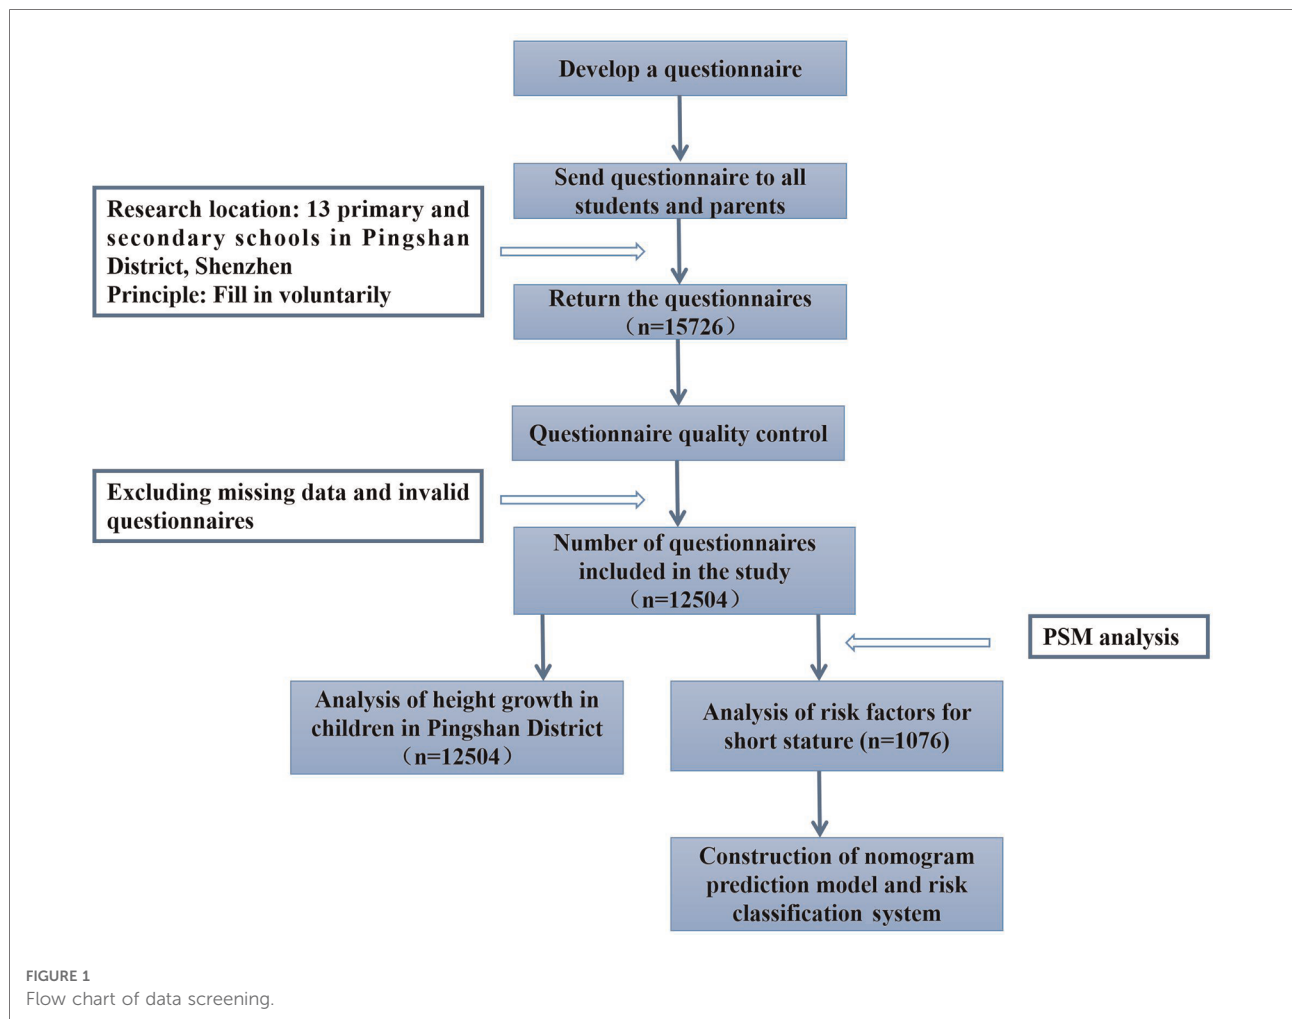 Develop a questionnaire
Send questionnaire to all
students and parents
Research location: 13 primary and
secondary schools in Pingshan
District, Shenzhen
Principle: Fill in voluntarily
Return the questionnaires
（n=15726）
Questionnaire quality control
Excluding missing data and invalid
questionnaires
Number of questionnaires
included in the study
（n=12504）
PSM analysis
Analysis of height growth in
children in Pingshan District
（n=12504）
Analysis of risk factors for
short stature (n=1076)
Construction of nomogram
prediction model and risk
classification system
FIGURE 1
Flow chart of data screening.